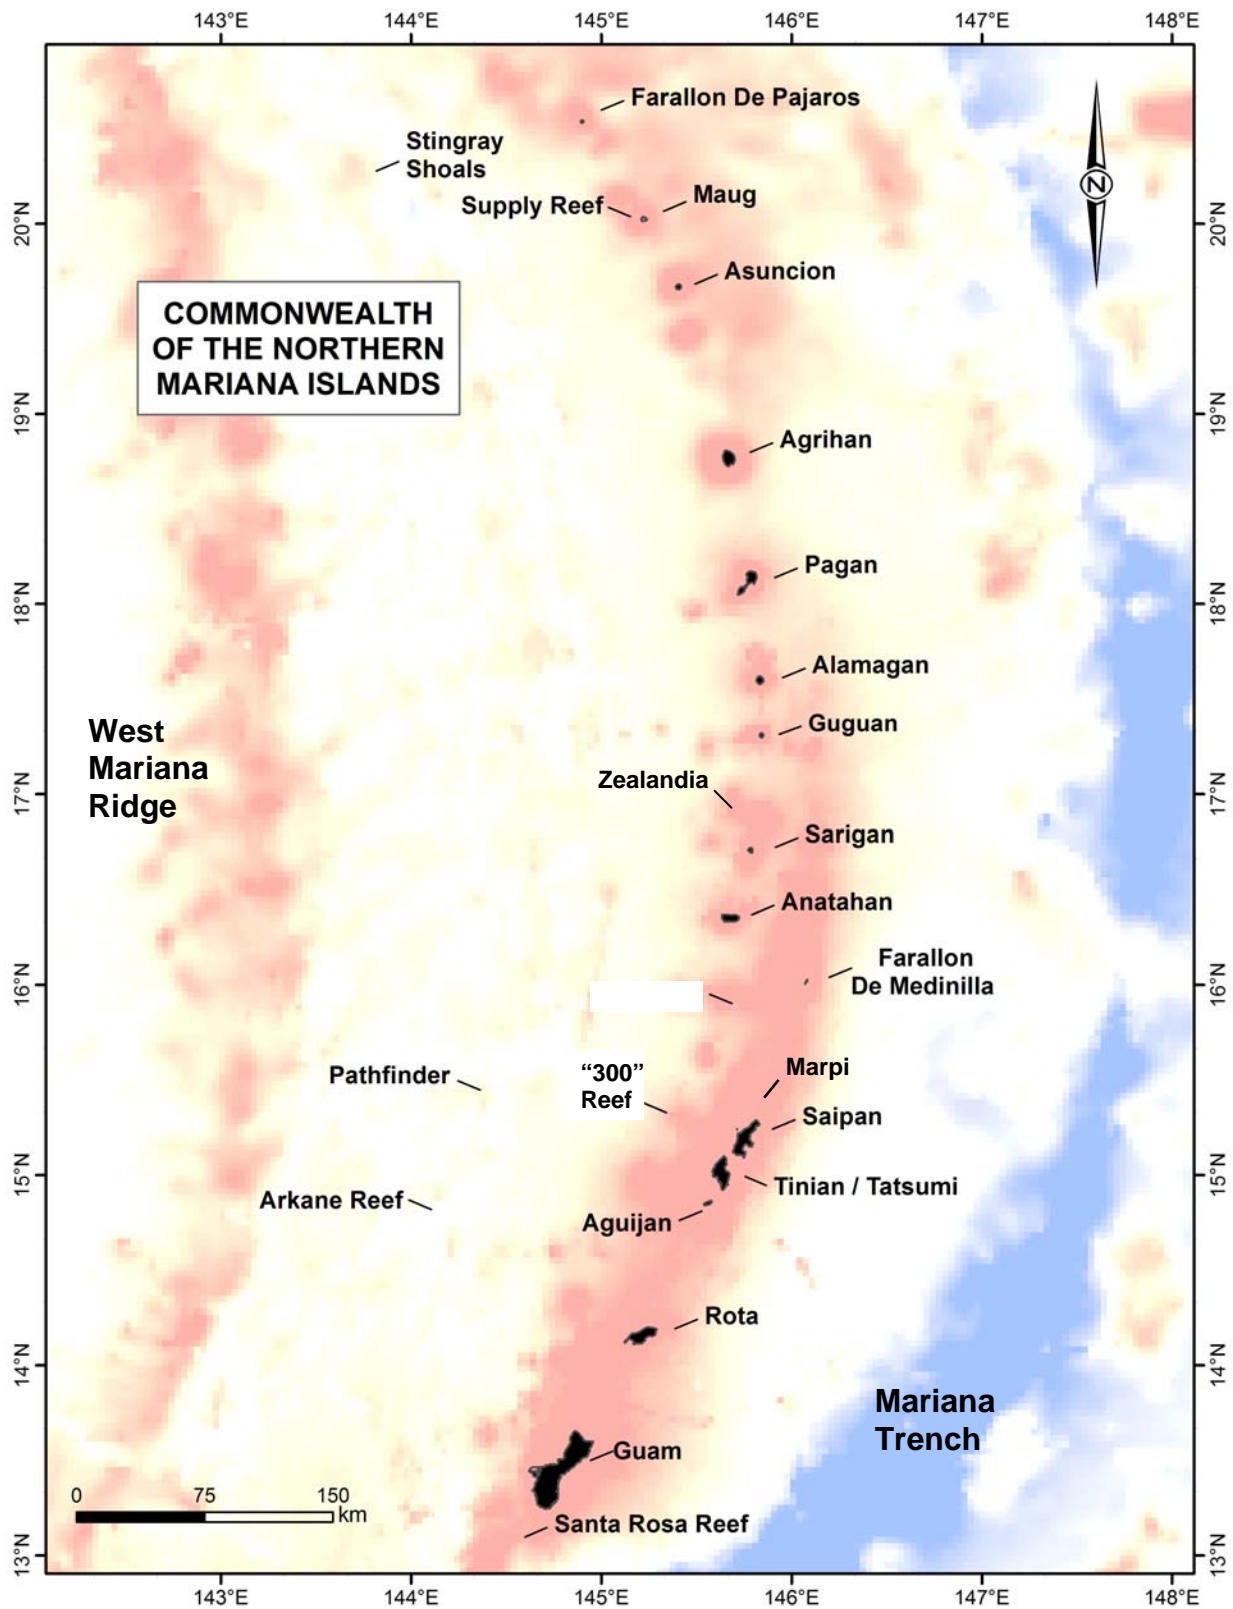 143°E 144°E 145°E 146°E 147°E 148°E
Farallon De Pajaros
Stingray
Shoals
Supply Reef
Maug
N
20°N
20°N
Asuncion
COMMONWEALTH
OF THE NORTHERN
MARIANA ISLANDS
19°N
19°N
Agrihan
Pagan
18°N
18°N
Alamagan
Guguan
West
Mariana
Ridge
Zealandia
17°N
17°N
Sarigan
Anatahan
Farallon
De Medinilla
16°N
16°N
"300"
Reef
Marpi
Pathfinder
Saipan
15°N
15°N
Tinian / Tatsumi
Arkane Reef
Aguijan
Rota
14°N
14°N
Mariana
Trench
Guam
0 75 150
km
Santa Rosa Reef
13°N
13°N
143°E 144°E 145°E 146°E 147°E 148°E